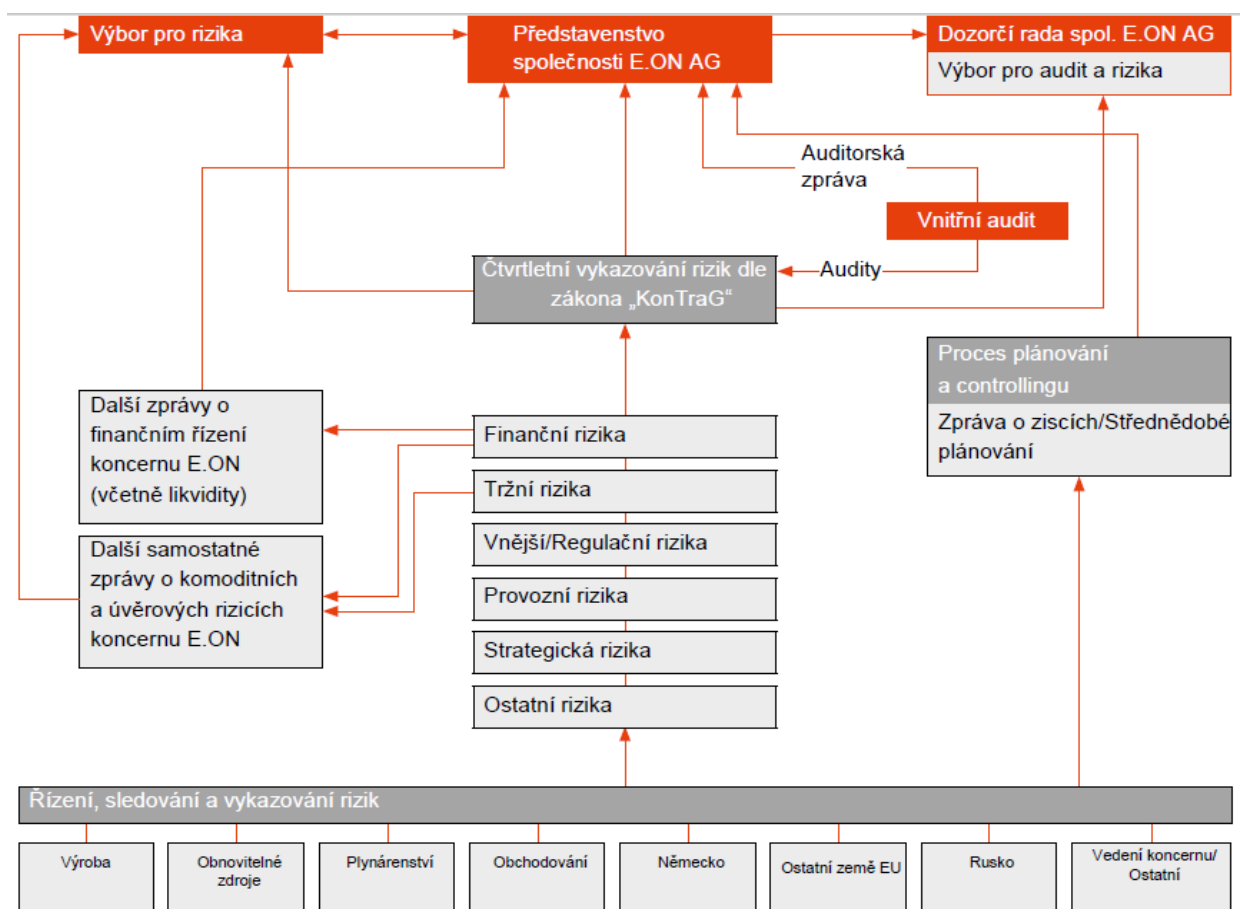 Výbor pro rizika
Představenstvo
společnosti E.ON AG
Dozorčí rada spol. E.ON AG
Výbor pro audit a rizika
Auditorská
zpráva
Vnitřní audit
Čtvrtletní vykazování rizik dle
zákona „KonTraG“
Audity
Proces plánování
a controllingu
Zpráva o ziscích/Střednědobé
plánování
Další zprávy o
finančním řízení
koncernu E.ON
(včetně likvidity)
Další samostatné
zprávy o komoditních
a úvěrových rizicích
koncernu E.ON
Finanční rizika
Tržní rizika
Vnější/Regulační rizika
Provozní rizika
Strategická rizika
Ostatní rizika
Řízení, sledování a vykazování rizik
Výroba
Obnovitelné
zdroje
Plynárenství
Obchodování
Německo
Ostatní země EU
Rusko
Vedení koncernu/
Ostatní